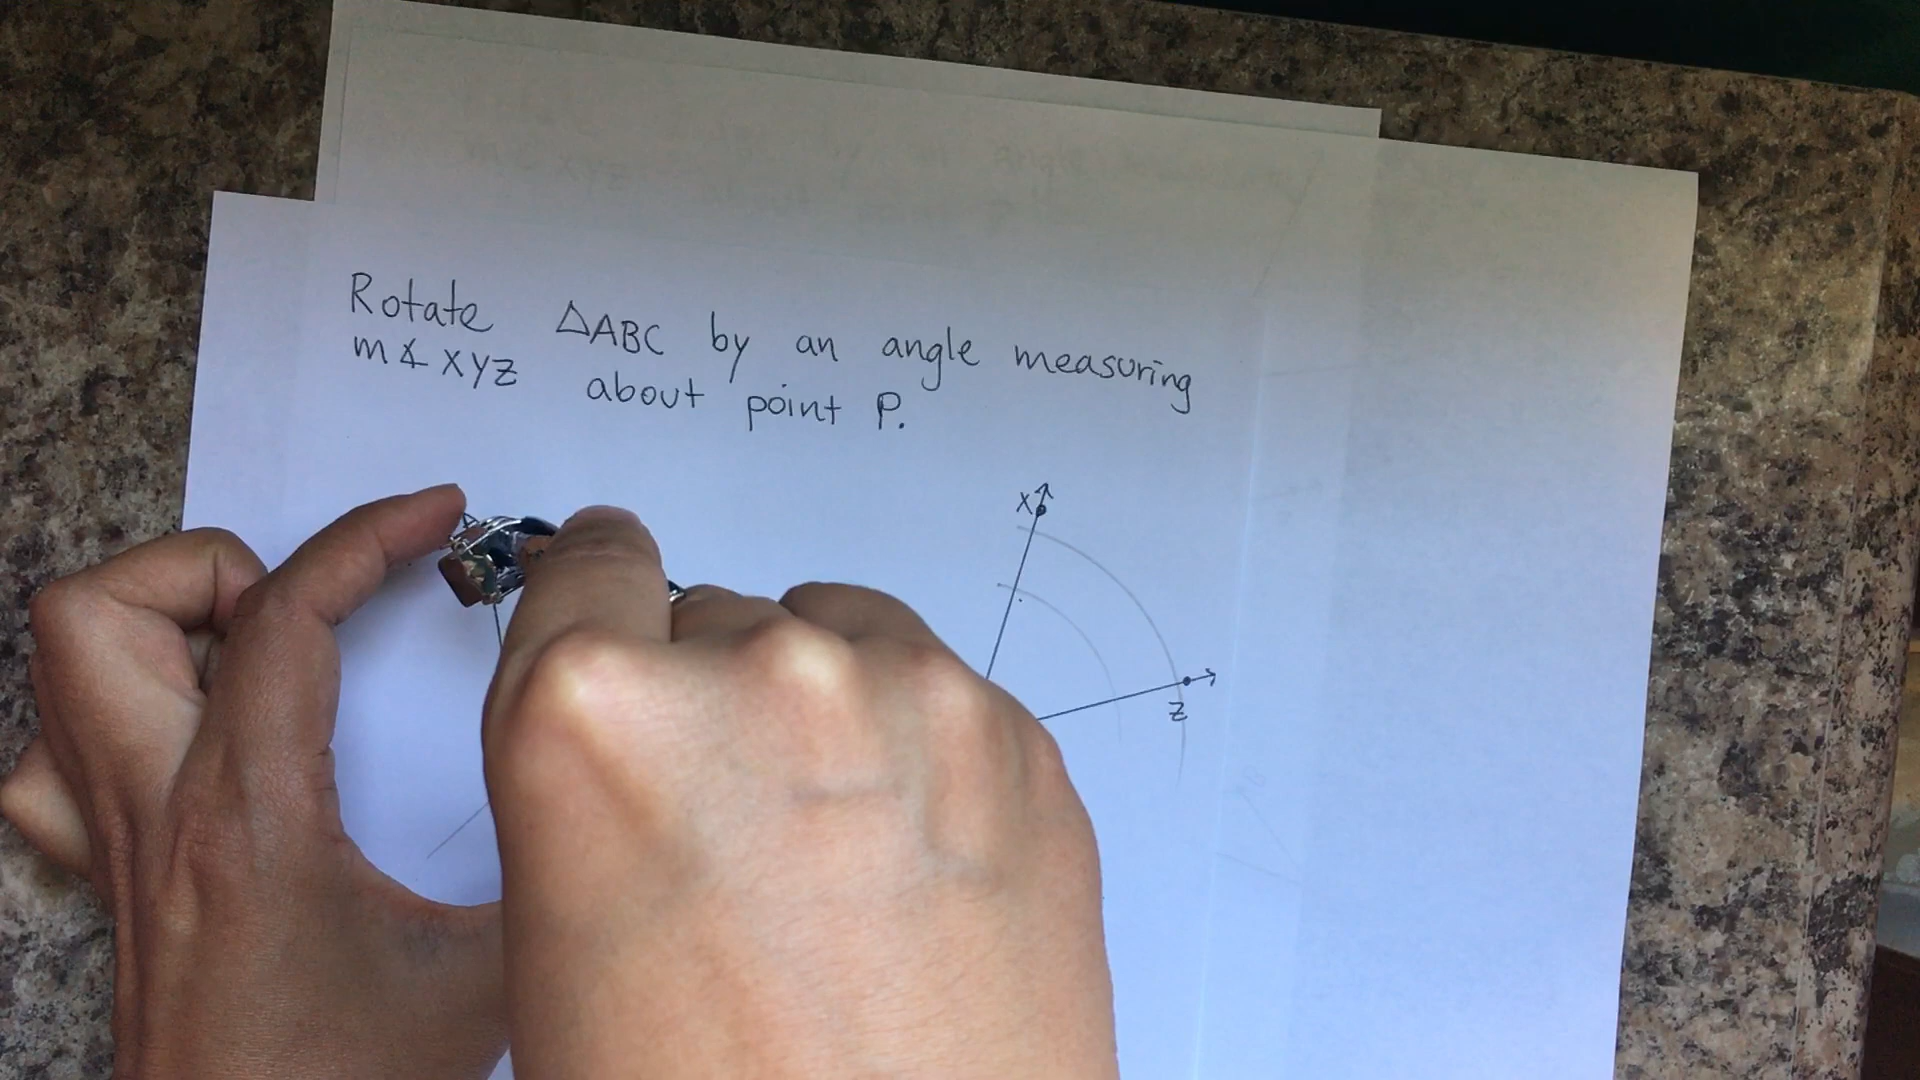 Rotate △ABC by an angle measuring
m∡XYZ about point P.
X
Z